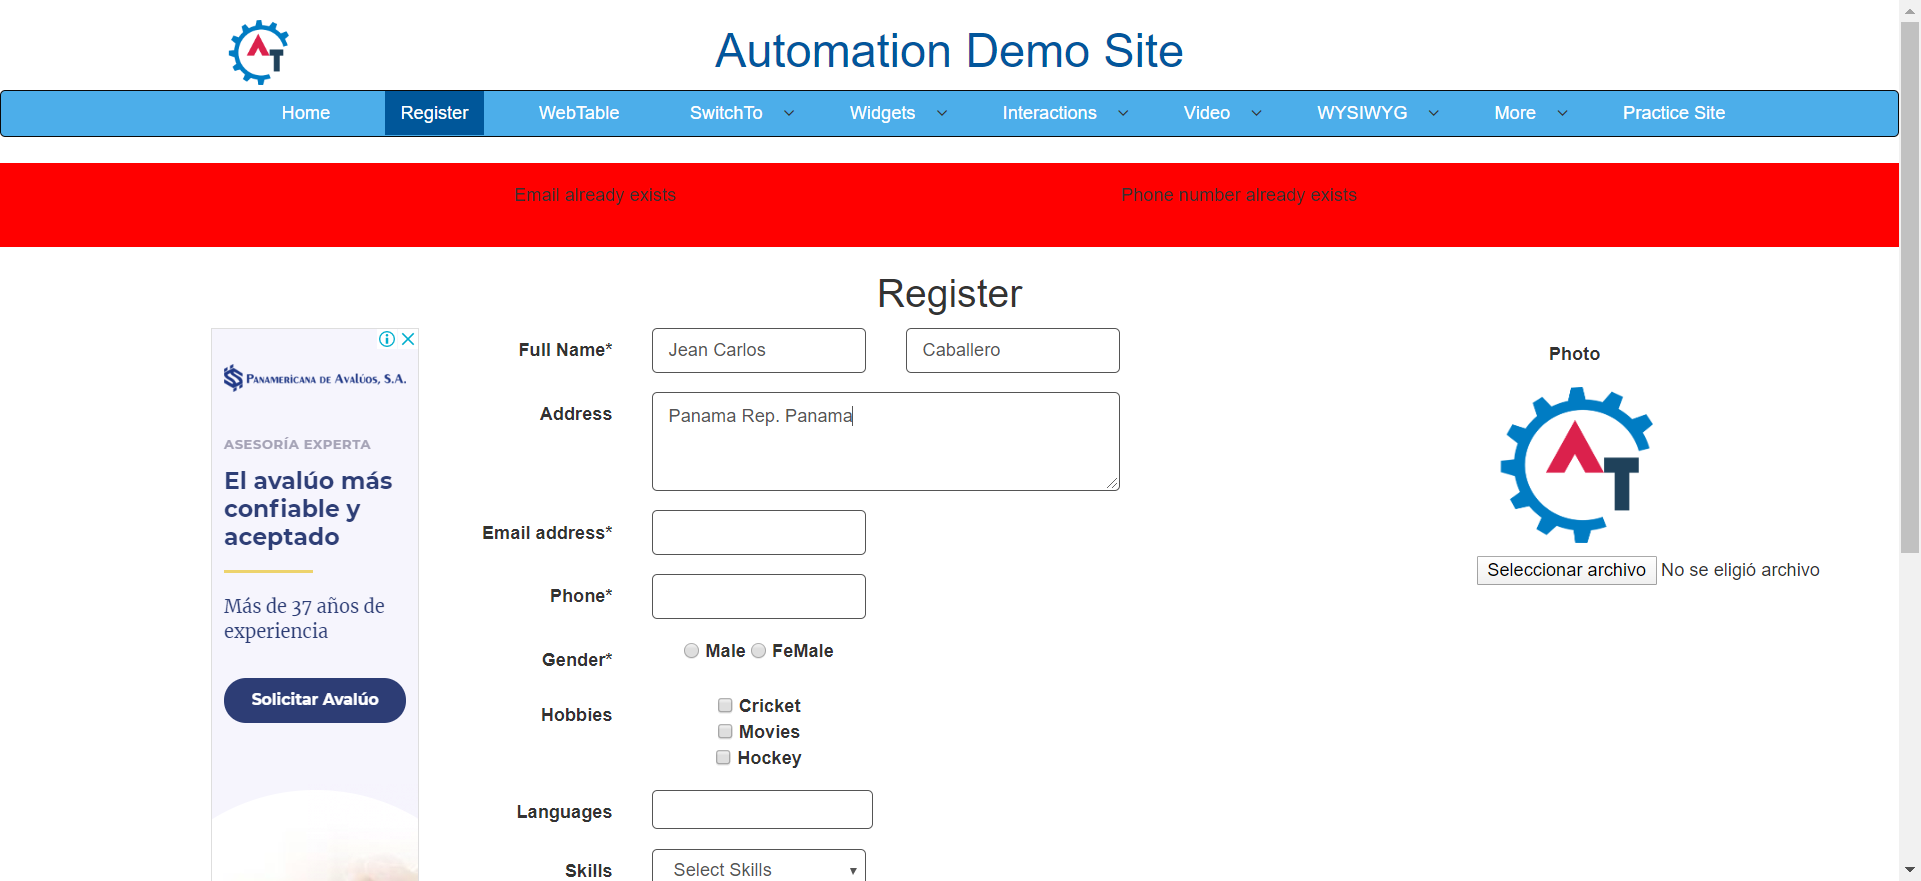 Automation Demo Site
Home Register WebTable SwitchTo Widgets Interactions Video WYSIWYG More Practice Site
Email already exists Phone number already exists
Register
PANAMERICANA DE AVALÚOS, S.A.
ASESORÍA EXPERTA
El avalúo más
confiable y
aceptado
Más de 37 años de
experiencia
Solicitar Avalúo
Full Name* Jean Carlos Caballero
Address Panama Rep. Panama
Email address*
Phone*
Gender* Male FeMale
Hobbies Cricket
Movies
Hockey
Languages
Skills Select Skills
Photo
AT
Seleccionar archivo No se eligió archivo